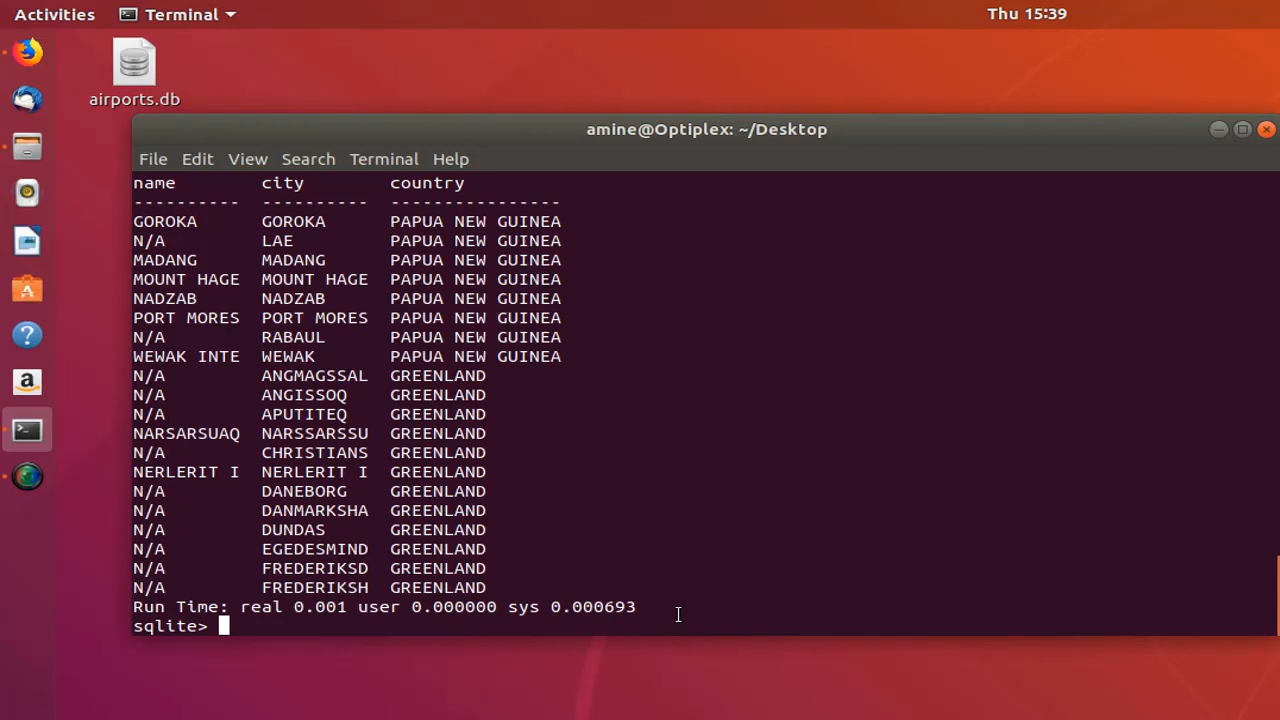 Activities Terminal Thu 15:39
airports.db
amine@Optiplex: ~/Desktop
File Edit View Search Terminal Help
name city country
---------- ---------- ----------------
GOROKA GOROKA PAPUA NEW GUINEA
N/A LAE PAPUA NEW GUINEA
MADANG MADANG PAPUA NEW GUINEA
MOUNT HAGE MOUNT HAGE PAPUA NEW GUINEA
NADZAB NADZAB PAPUA NEW GUINEA
PORT MORES PORT MORES PAPUA NEW GUINEA
N/A RABAUL PAPUA NEW GUINEA
WEWAK INTE WEWAK PAPUA NEW GUINEA
N/A ANGMAGSSAL GREENLAND
N/A ANGISSOQ GREENLAND
N/A APUTITEQ GREENLAND
NARSARSUAQ NARSSARSSU GREENLAND
N/A CHRISTIANS GREENLAND
NERLERIT I NERLERIT I GREENLAND
N/A DANEBORG GREENLAND
N/A DANMARKSHA GREENLAND
N/A DUNDAS GREENLAND
N/A EGEDESMIND GREENLAND
N/A FREDERIKSD GREENLAND
N/A FREDERIKSH GREENLAND
Run Time: real 0.001 user 0.000000 sys 0.000693
sqlite>